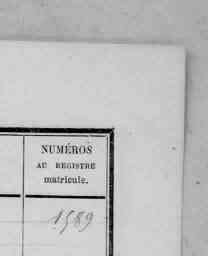 NUMÉROS
AU REGISTRE
matricule.
1589